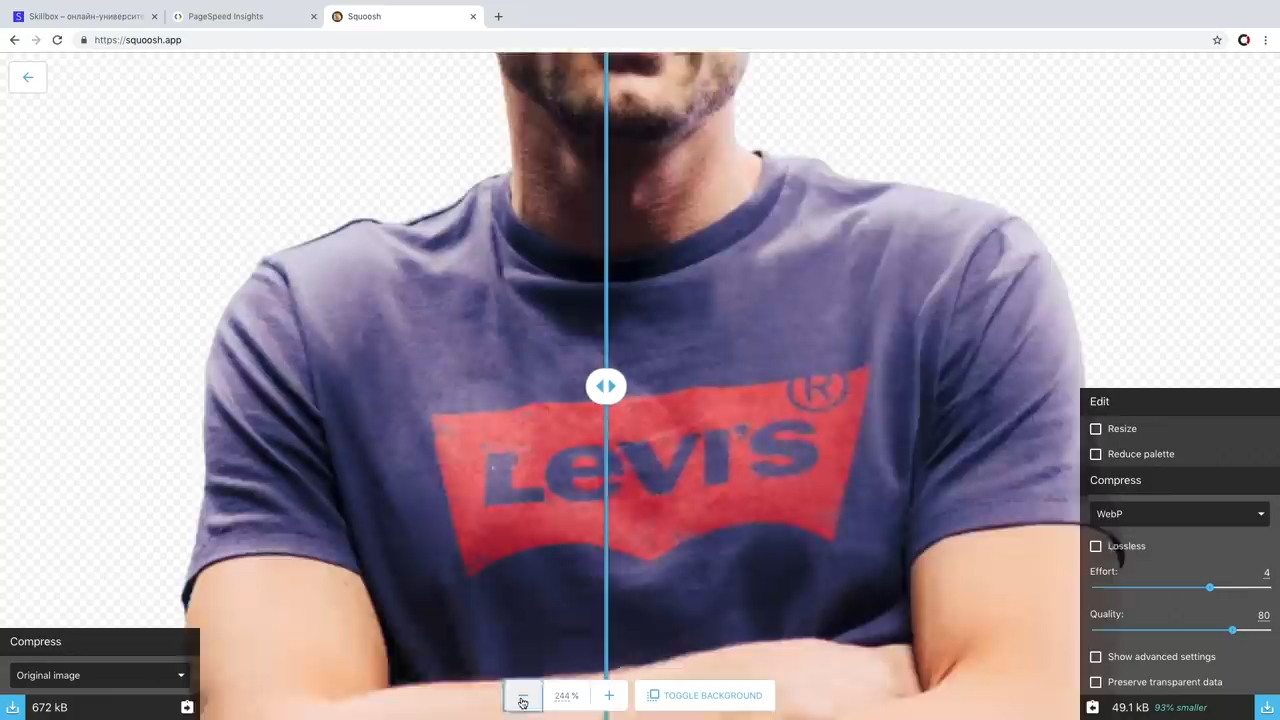 Skillbox – онлайн-университе
PageSpeed Insights
Squoosh
https://squoosh.app
LEVI'S
®
Edit
Resize
Reduce palette
Compress
WebP
Lossless
Effort: 4
Quality: 80
Show advanced settings
Preserve transparent data
49.1 kB 93% smaller
Compress
Original image
672 kB
244 %
TOGGLE BACKGROUND